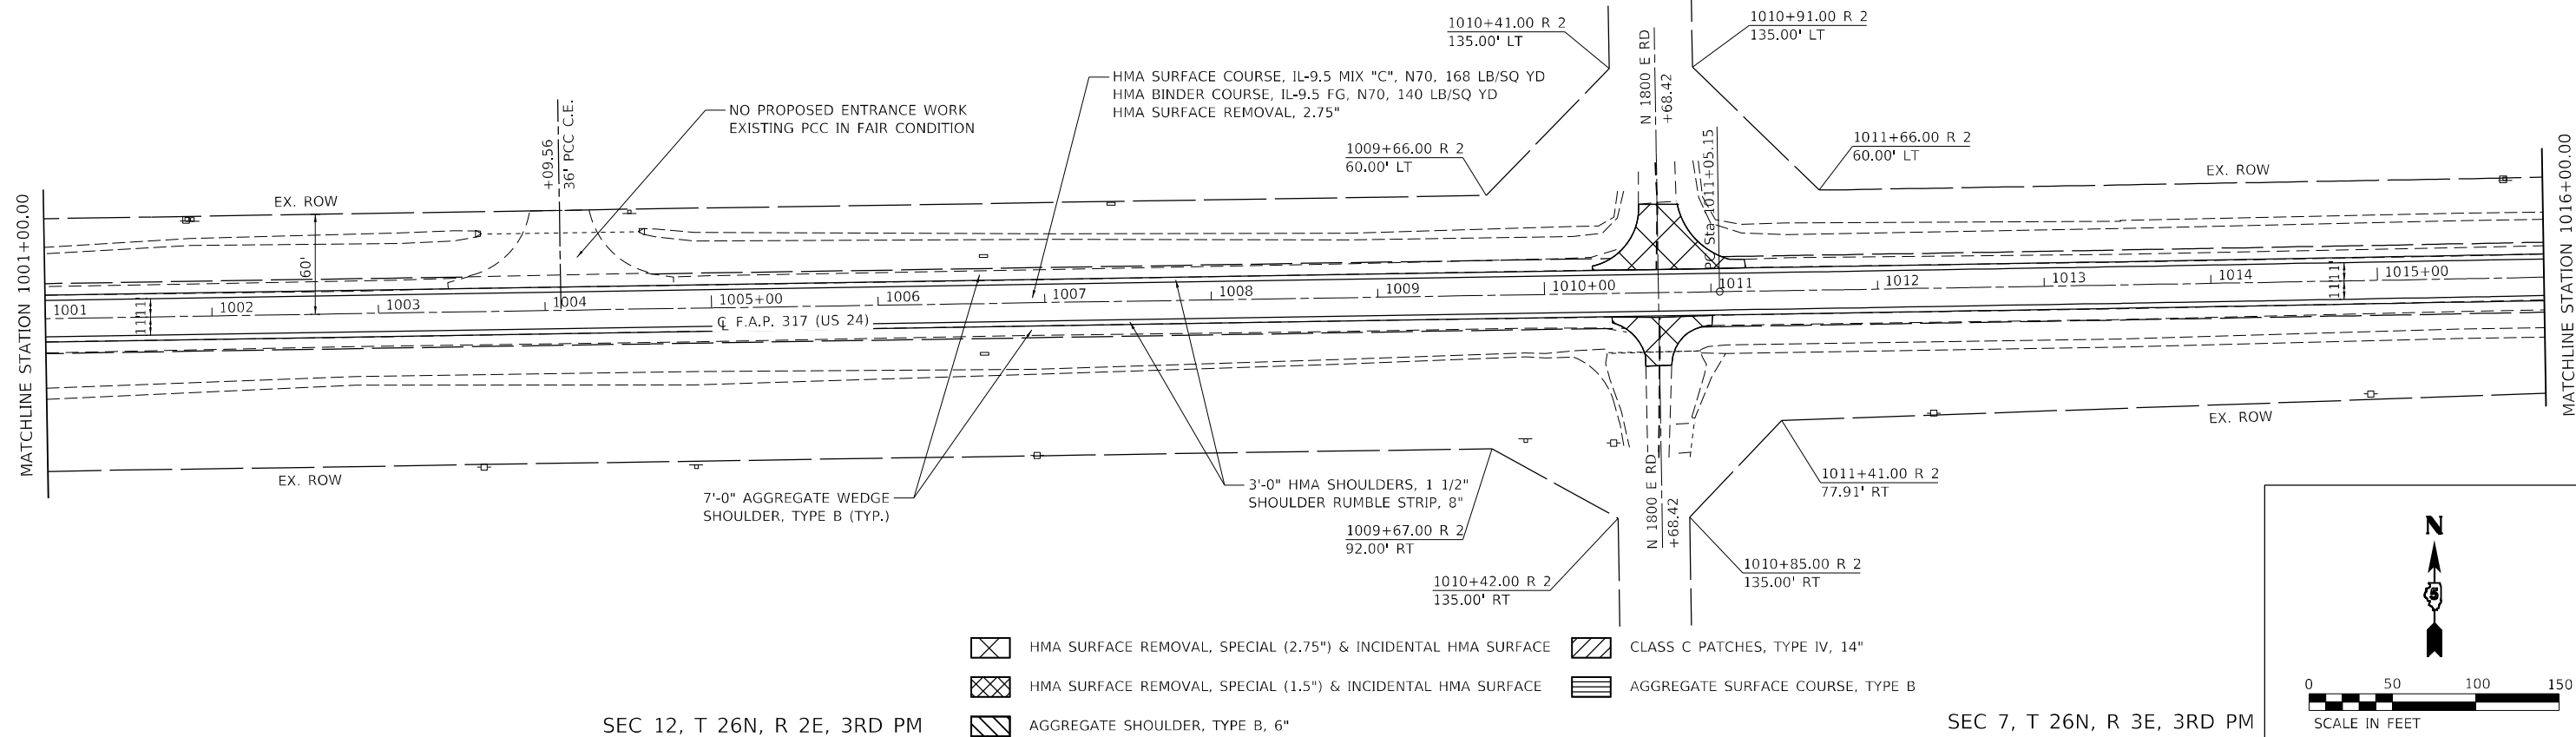 1010+41.00 R 2
135.00' LT
1010+91.00 R 2
135.00' LT
N 1800 E RD
+68.42
HMA SURFACE COURSE, IL-9.5 MIX "C", N70, 168 LB/SQ YD
HMA BINDER COURSE, IL-9.5 FG, N70, 140 LB/SQ YD
HMA SURFACE REMOVAL, 2.75"
NO PROPOSED ENTRANCE WORK
EXISTING PCC IN FAIR CONDITION
+09.56
36' PCC C.E.
1009+66.00 R 2
60.00' LT
1011+66.00 R 2
60.00' LT
PC Sta 1011+05.15
MATCHLINE STATION 1001+00.00
EX. ROW
EX. ROW
MATCHLINE STATION 1016+00.00
60'
11'
11'
1001
1002
1003
1004
1005+00
1006
1007
1008
1009
1010+00
1011
1012
1013
1014
1015+00
11'
11'
℄ F.A.P. 317 (US 24)
EX. ROW
EX. ROW
7'-0" AGGREGATE WEDGE
SHOULDER, TYPE B (TYP.)
3'-0" HMA SHOULDERS, 1 1/2"
SHOULDER RUMBLE STRIP, 8"
1009+67.00 R 2
92.00' RT
1010+42.00 R 2
135.00' RT
N 1800 E RD
+68.42
1011+41.00 R 2
77.91' RT
1010+85.00 R 2
135.00' RT
HMA SURFACE REMOVAL, SPECIAL (2.75") & INCIDENTAL HMA SURFACE
CLASS C PATCHES, TYPE IV, 14"
HMA SURFACE REMOVAL, SPECIAL (1.5") & INCIDENTAL HMA SURFACE
AGGREGATE SURFACE COURSE, TYPE B
AGGREGATE SHOULDER, TYPE B, 6"
SEC 12, T 26N, R 2E, 3RD PM
SEC 7, T 26N, R 3E, 3RD PM
N
5
0 50 100 150
SCALE IN FEET